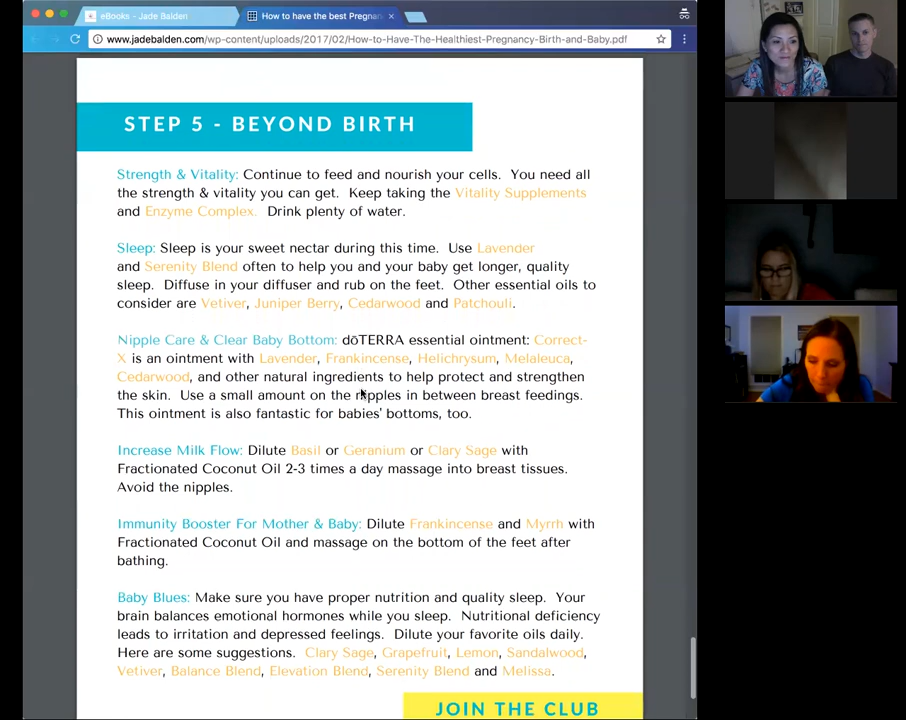 eBooks - Jade Balden
How to have the best Pregnan
www.jadebalden.com/wp-content/uploads/2017/02/How-to-Have-The-Healthiest-Pregnancy-Birth-and-Baby.pdf
STEP 5 - BEYOND BIRTH
Strength & Vitality: Continue to feed and nourish your cells. You need all
the strength & vitality you can get. Keep taking the Vitality Supplements
and Enzyme Complex. Drink plenty of water.
Sleep: Sleep is your sweet nectar during this time. Use Lavender
and Serenity Blend often to help you and your baby get longer, quality
sleep. Diffuse in your diffuser and rub on the feet. Other essential oils to
consider are Vetiver, Juniper Berry, Cedarwood and Patchouli.
Nipple Care & Clear Baby Bottom: dōTERRA essential ointment: Correct-
X is an ointment with Lavender, Frankincense, Helichrysum, Melaleuca,
Cedarwood, and other natural ingredients to help protect and strengthen
the skin. Use a small amount on the nipples in between breast feedings.
This ointment is also fantastic for babies' bottoms, too.
Increase Milk Flow: Dilute Basil or Geranium or Clary Sage with
Fractionated Coconut Oil 2-3 times a day massage into breast tissues.
Avoid the nipples.
Immunity Booster For Mother & Baby: Dilute Frankincense and Myrrh with
Fractionated Coconut Oil and massage on the bottom of the feet after
bathing.
Baby Blues: Make sure you have proper nutrition and quality sleep. Your
brain balances emotional hormones while you sleep. Nutritional deficiency
leads to irritation and depressed feelings. Dilute your favorite oils daily.
Here are some suggestions. Clary Sage, Grapefruit, Lemon, Sandalwood,
Vetiver, Balance Blend, Elevation Blend, Serenity Blend and Melissa.
JOIN THE CLUB